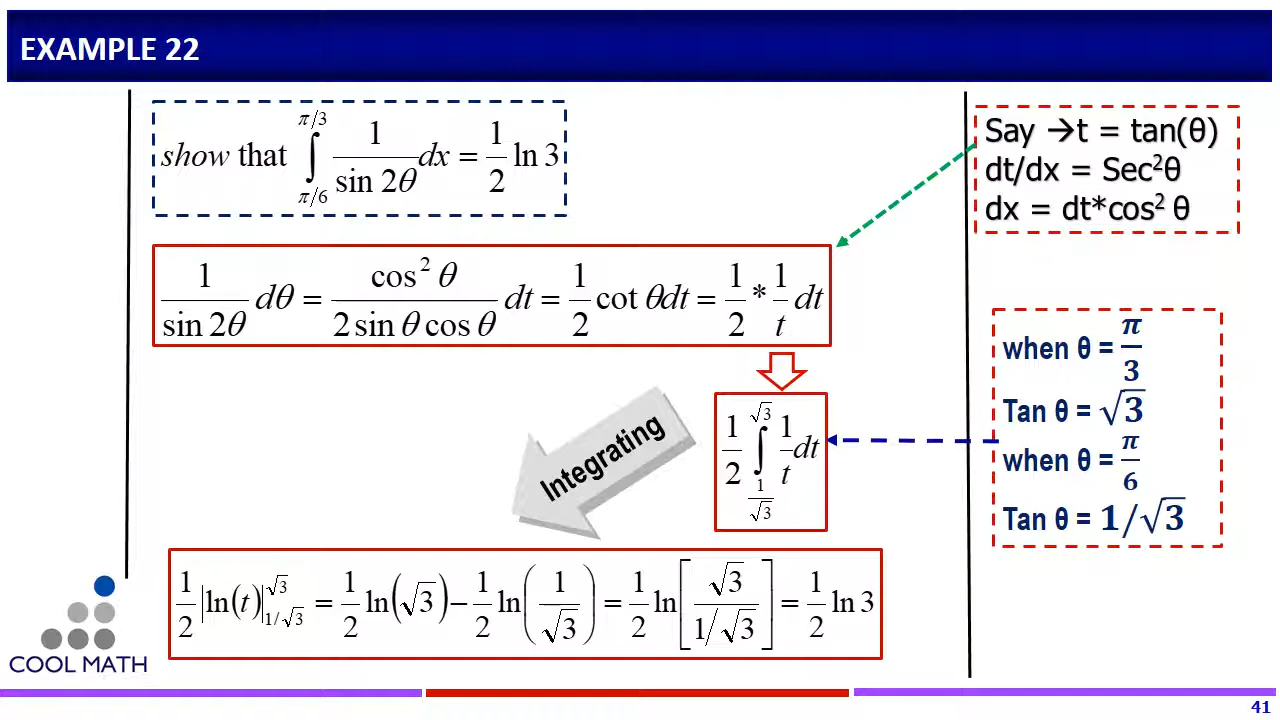 EXAMPLE 22
show that ∫_{π/6}^{π/3} 1/(sin 2θ) dx = 1/2 ln 3
Say →t = tan(θ)
dt/dx = Sec²θ
dx = dt*cos² θ
1/(sin 2θ) dθ = (cos² θ)/(2 sin θ cos θ) dt = 1/2 cot θdt = 1/2 * 1/t dt
when θ = π/3
Tan θ = √3
when θ = π/6
Tan θ = 1/√3
1/2 ∫_{1/√3}^{√3} 1/t dt
Integrating
1/2 |ln(t)|_{1/√3}^{√3} = 1/2 ln(√3) − 1/2 ln(1/√3) = 1/2 ln[√3/(1/√3)] = 1/2 ln 3
COOL MATH
41